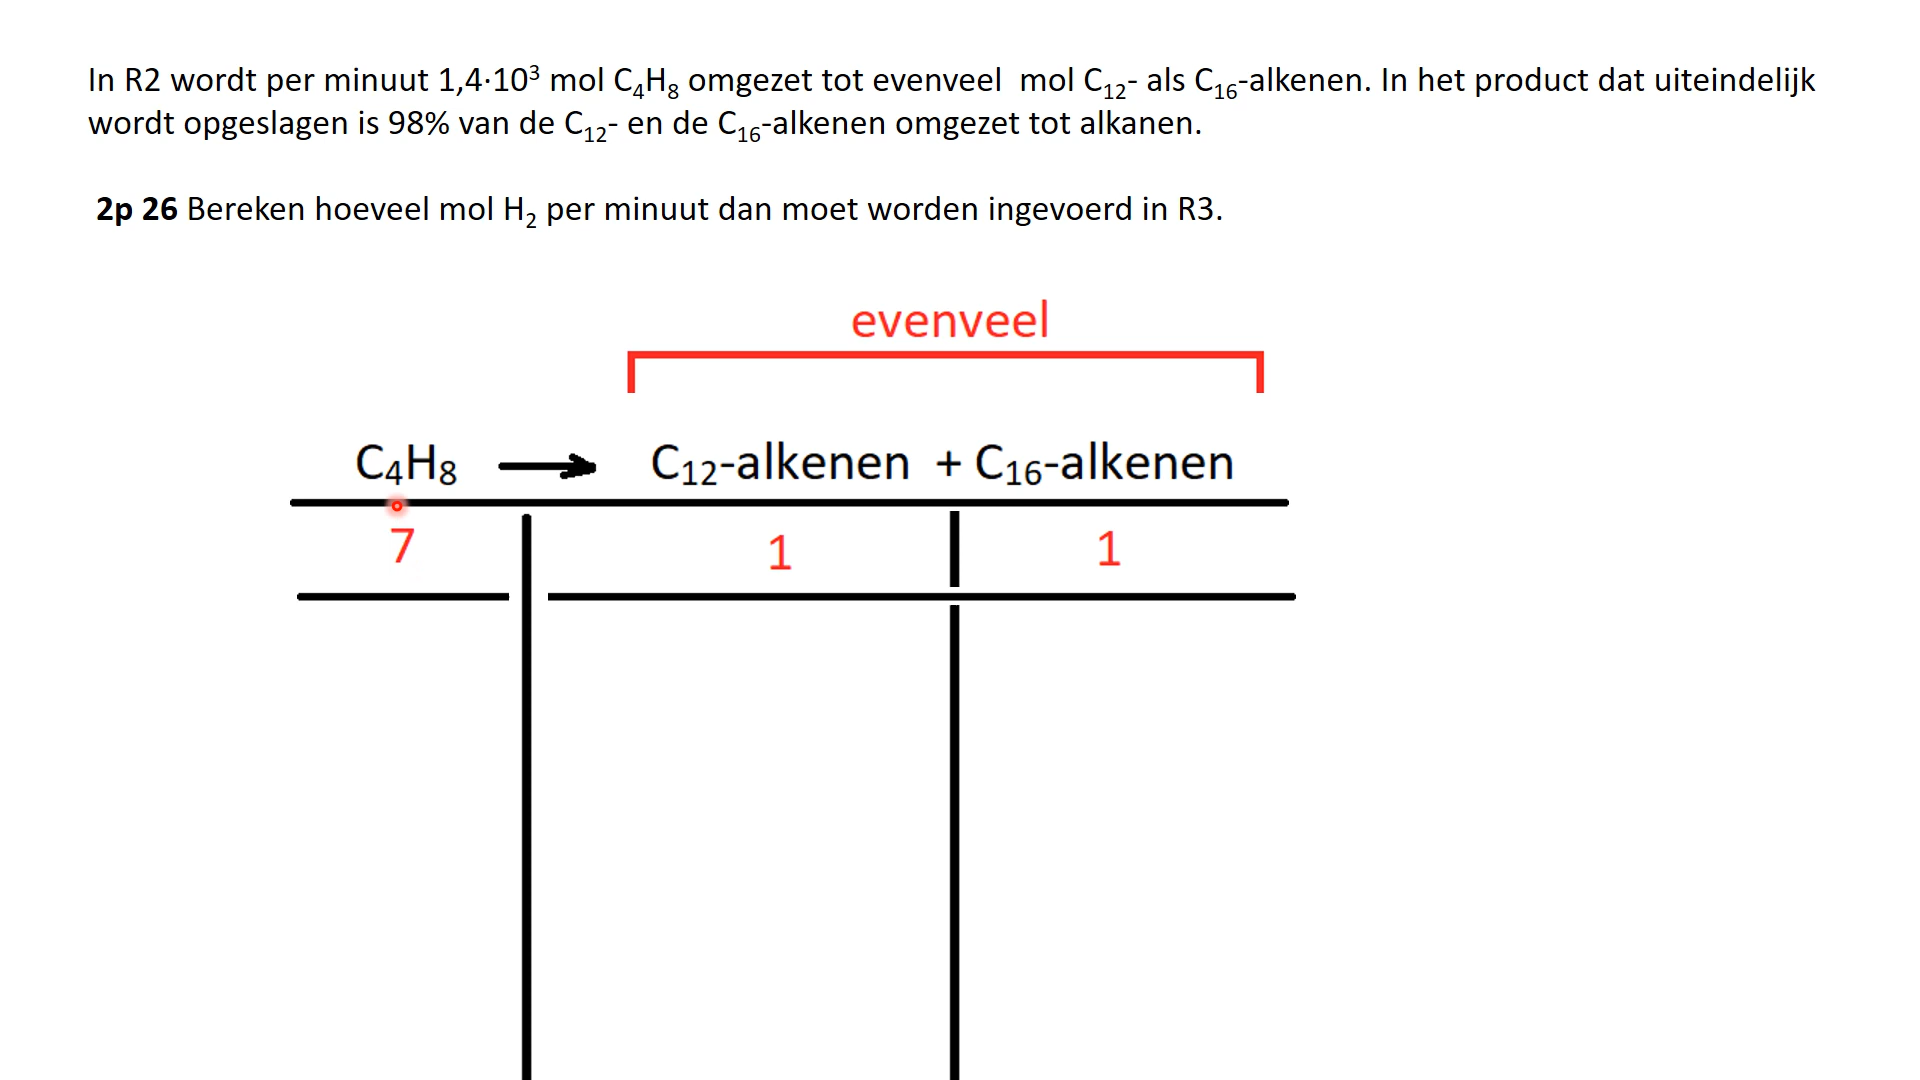 In R2 wordt per minuut 1,4·10³ mol C₄H₈ omgezet tot evenveel  mol C₁₂- als C₁₆-alkenen. In het product dat uiteindelijk
wordt opgeslagen is 98% van de C₁₂- en de C₁₆-alkenen omgezet tot alkanen.
2p 26 Bereken hoeveel mol H₂ per minuut dan moet worden ingevoerd in R3.
evenveel
C₄H₈ → C₁₂-alkenen + C₁₆-alkenen
7 1 1